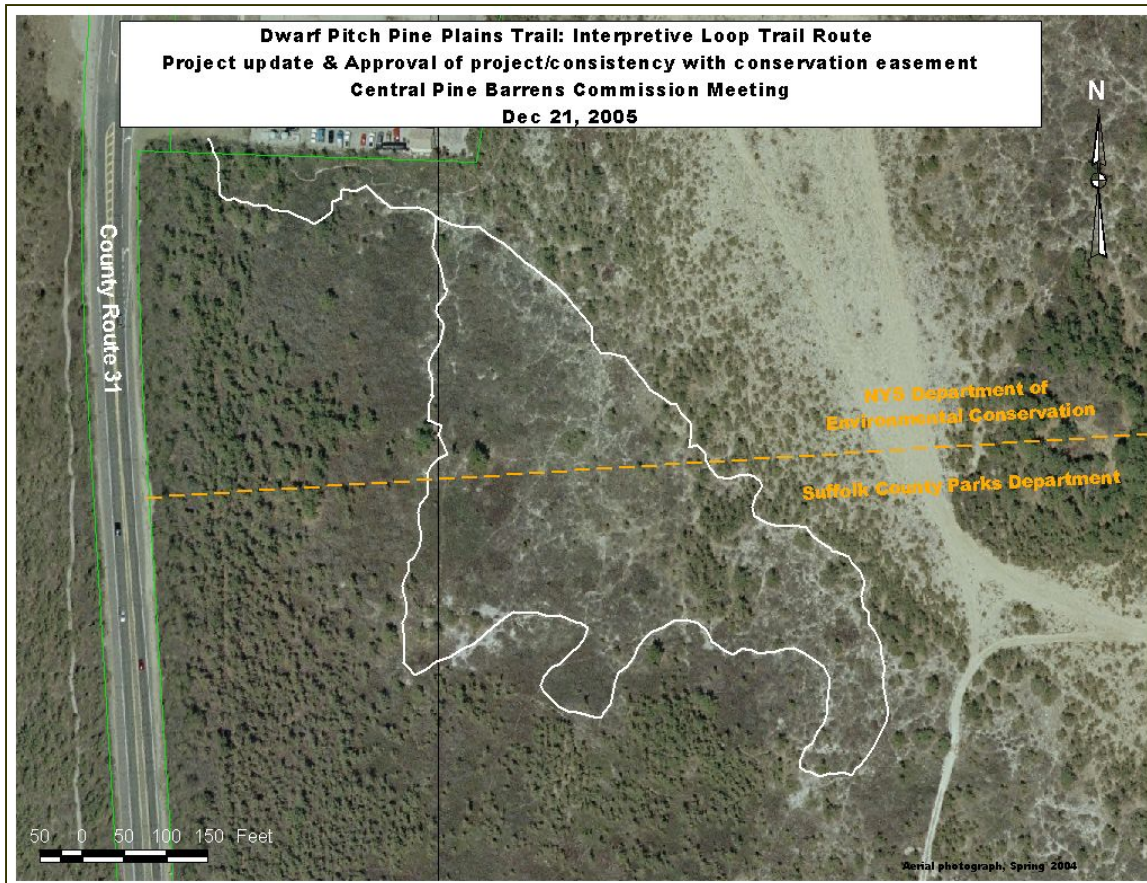 Dwarf Pitch Pine Plains Trail: Interpretive Loop Trail Route
Project update & Approval of project/consistency with conservation easement
Central Pine Barrens Commission Meeting
Dec 21, 2005
N
County Route 31
NYS Department of
Environmental Conservation
Suffolk County Parks Department
50 0 50 100 150 Feet
Aerial photograph, Spring 2004